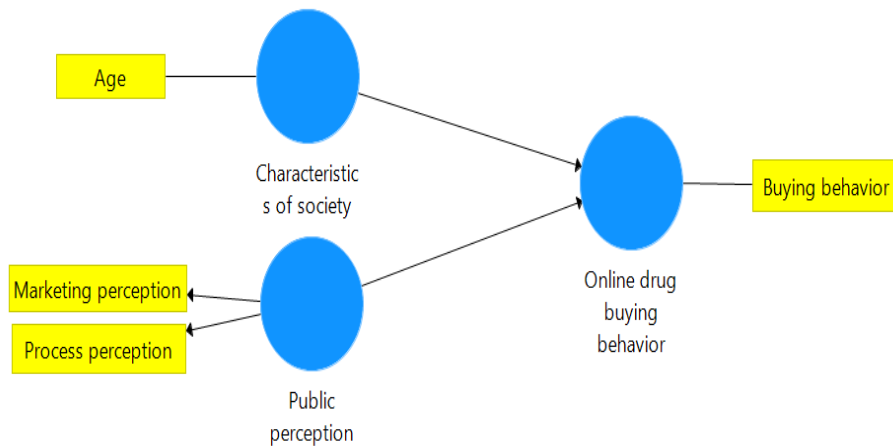 Age
Characteristic
s of society
Buying behavior
Marketing perception
Process perception
Online drug
buying
behavior
Public
perception